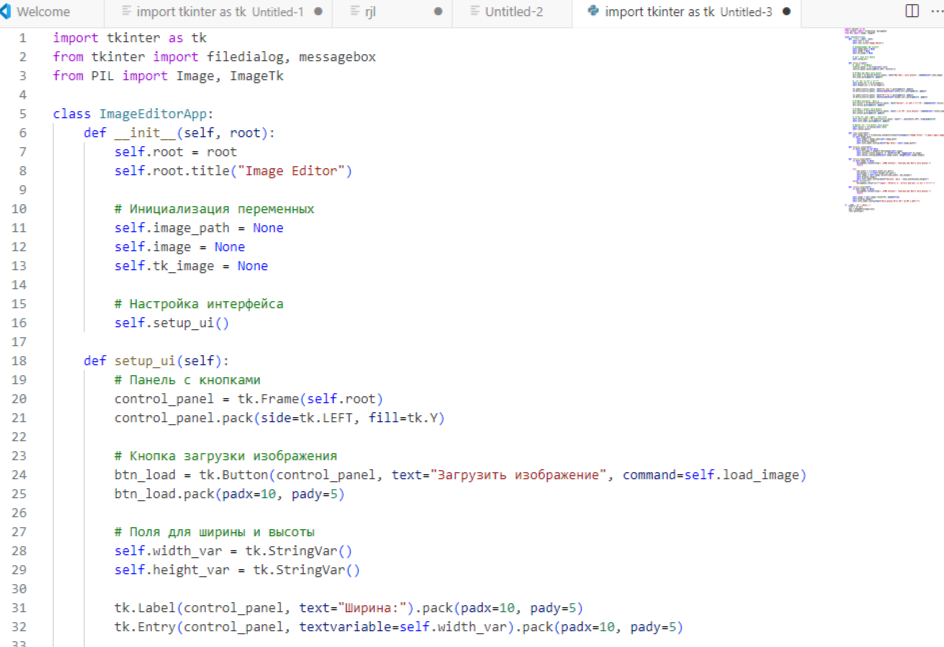 Welcome
import tkinter as tk Untitled-1
rjl
Untitled-2
import tkinter as tk Untitled-3
1 import tkinter as tk
2 from tkinter import filedialog, messagebox
3 from PIL import Image, ImageTk
4
5 class ImageEditorApp:
6     def __init__(self, root):
7         self.root = root
8         self.root.title("Image Editor")
9
10         # Инициализация переменных
11         self.image_path = None
12         self.image = None
13         self.tk_image = None
14
15         # Настройка интерфейса
16         self.setup_ui()
17
18     def setup_ui(self):
19         # Панель с кнопками
20         control_panel = tk.Frame(self.root)
21         control_panel.pack(side=tk.LEFT, fill=tk.Y)
22
23         # Кнопка загрузки изображения
24         btn_load = tk.Button(control_panel, text="Загрузить изображение", command=self.load_image)
25         btn_load.pack(padx=10, pady=5)
26
27         # Поля для ширины и высоты
28         self.width_var = tk.StringVar()
29         self.height_var = tk.StringVar()
30
31         tk.Label(control_panel, text="Ширина:").pack(padx=10, pady=5)
32         tk.Entry(control_panel, textvariable=self.width_var).pack(padx=10, pady=5)
33